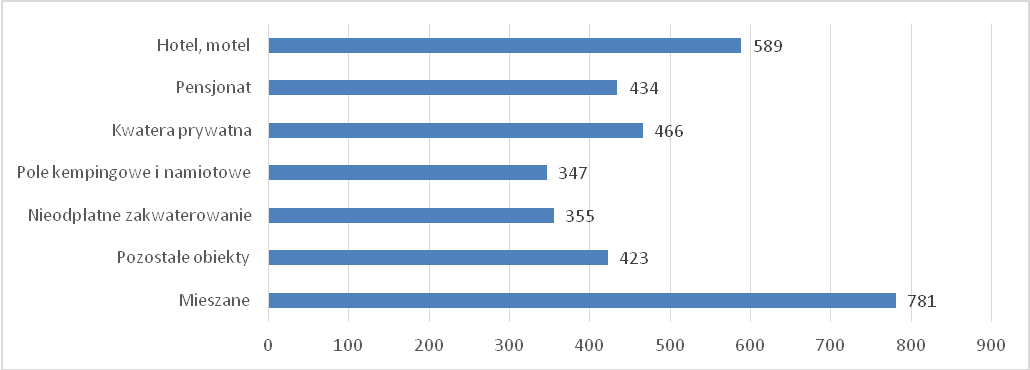 Hotel, motel 589
Pensjonat 434
Kwatera prywatna 466
Pole kempingowe i namiotowe 347
Nieodpłatne zakwaterowanie 355
Pozostałe obiekty 423
Mieszane 781
0 100 200 300 400 500 600 700 800 900